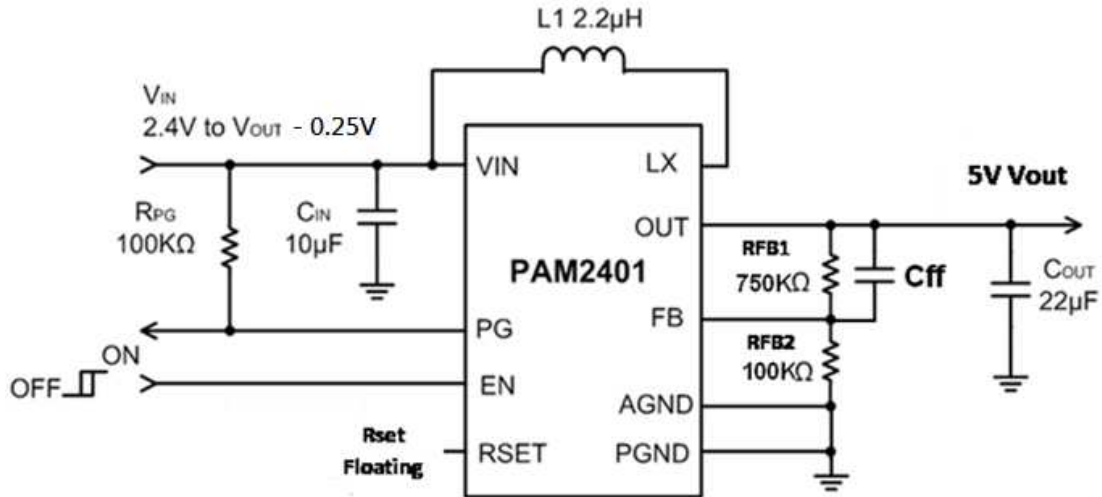 L1 2.2µH
VIN
2.4V to VOUT - 0.25V
VIN
LX
5V Vout
RPG
100KΩ
CIN
10µF
OUT
PAM2401
RFB1
750KΩ
Cff
COUT
22µF
FB
PG
RFB2
100KΩ
ON
OFF
EN
AGND
Rset
Floating
RSET
PGND